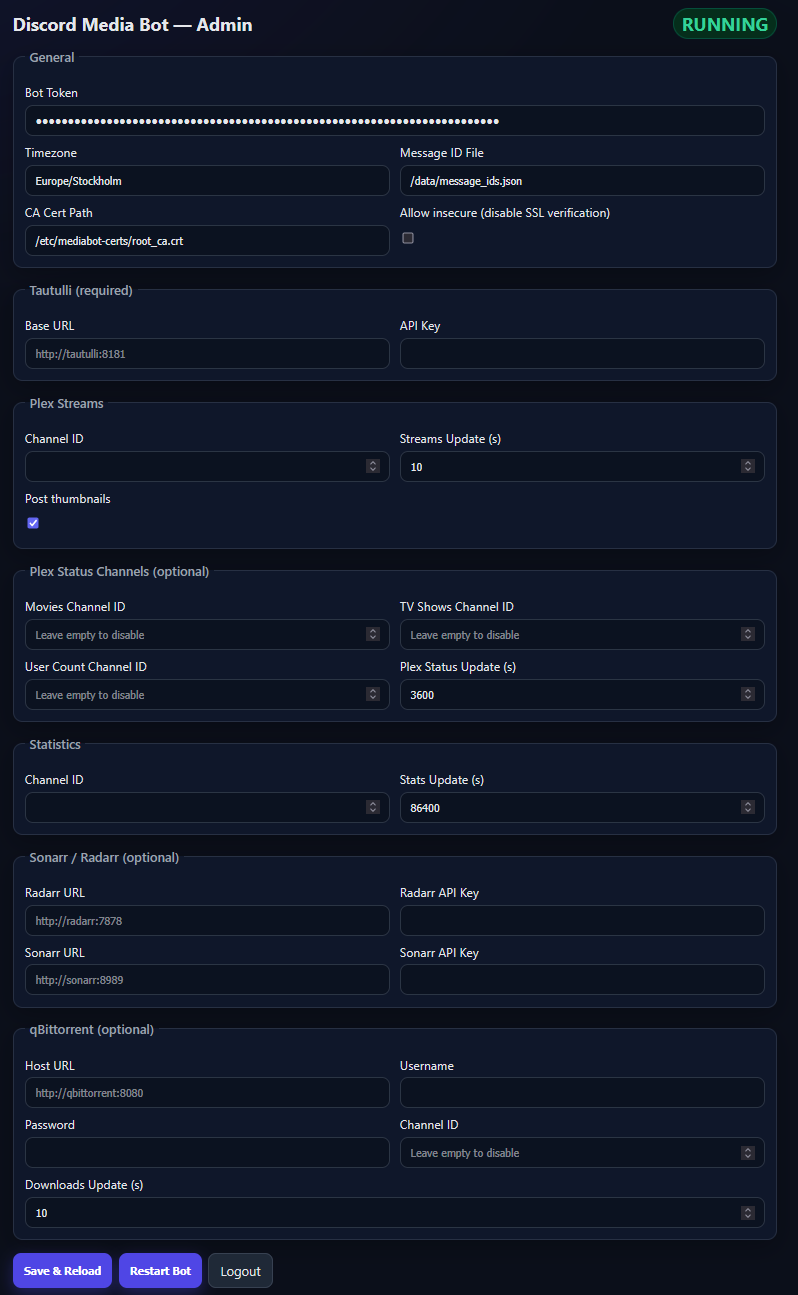 Discord Media Bot — Admin
RUNNING
General
Bot Token
Timezone
Message ID File
Europe/Stockholm
/data/message_ids.json
CA Cert Path
Allow insecure (disable SSL verification)
/etc/mediabot-certs/root_ca.crt
Tautulli (required)
Base URL
API Key
http://tautulli:8181
Plex Streams
Channel ID
Streams Update (s)
10
Post thumbnails
Plex Status Channels (optional)
Movies Channel ID
TV Shows Channel ID
Leave empty to disable
Leave empty to disable
User Count Channel ID
Plex Status Update (s)
Leave empty to disable
3600
Statistics
Channel ID
Stats Update (s)
86400
Sonarr / Radarr (optional)
Radarr URL
Radarr API Key
http://radarr:7878
Sonarr URL
Sonarr API Key
http://sonarr:8989
qBittorrent (optional)
Host URL
Username
http://qbittorrent:8080
Password
Channel ID
Leave empty to disable
Downloads Update (s)
10
Save & Reload
Restart Bot
Logout